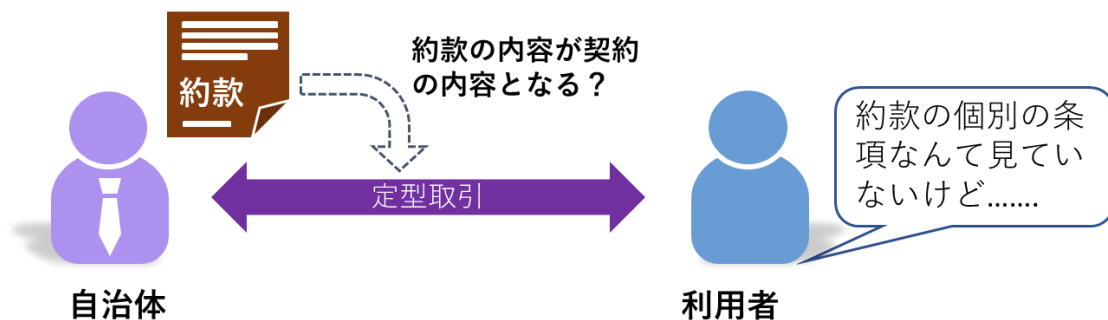 約款
約款の内容が契約
の内容となる？
定型取引
約款の個別の条
項なんて見てい
ないけど…….
自治体
利用者